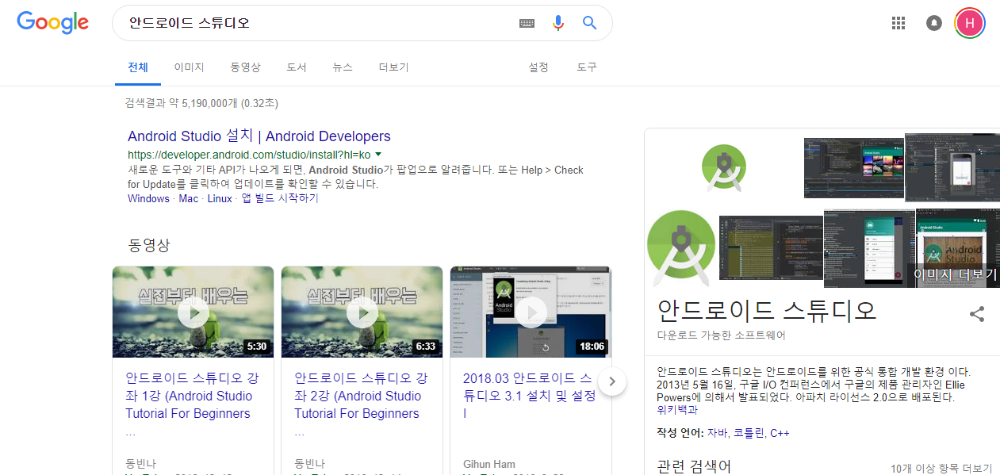 Google
안드로이드 스튜디오
H
전체 이미지 동영상 도서 뉴스 더보기 설정 도구
검색결과 약 5,190,000개 (0.32초)
Android Studio 설치 | Android Developers
https://developer.android.com/studio/install?hl=ko
새로운 도구와 기타 API가 나오게 되면, Android Studio가 팝업으로 알려줍니다. 또는 Help > Check
for Update를 클릭하여 업데이트를 확인할 수 있습니다.
Windows · Mac · Linux · 앱 빌드 시작하기
동영상
실전부터 배우는
5:30
안드로이드 스튜디오 강
좌 1강 (Android Studio
Tutorial For Beginners
...
동빈나
실전부터 배우는
6:33
안드로이드 스튜디오 강
좌 2강 (Android Studio
Tutorial For Beginners
...
동빈나
Android
Studio
18:06
2018.03 안드로이드 스
튜디오 3.1 설치 및 설정
|
Gihun Ham
Android Studio
Android
Studio
이미지 더보기
안드로이드 스튜디오
다운로드 가능한 소프트웨어
안드로이드 스튜디오는 안드로이드를 위한 공식 통합 개발 환경 이다.
2013년 5월 16일, 구글 I/O 컨퍼런스에서 구글의 제품 관리자인 Ellie
Powers에 의해서 발표되었다. 아파치 라이선스 2.0으로 배포된다.
위키백과
작성 언어: 자바, 코틀린, C++
관련 검색어
10개 이상 항목 더보기